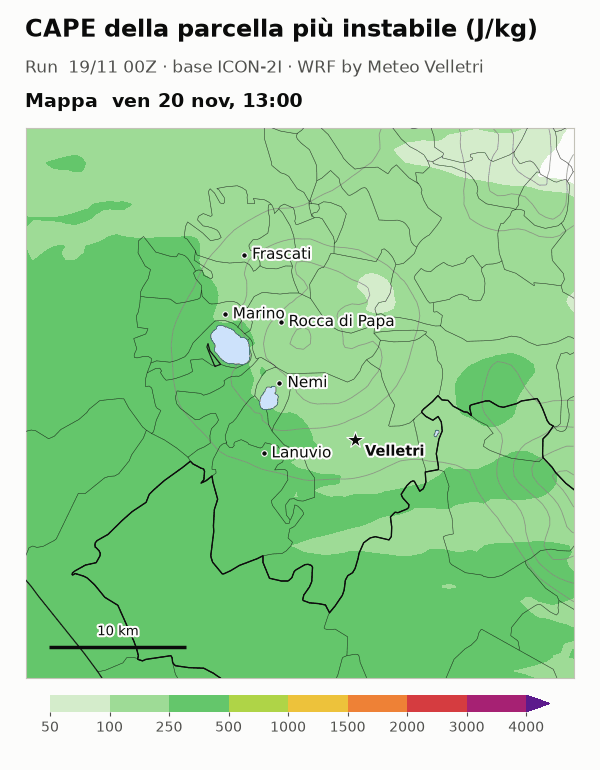 CAPE della parcella più instabile (J/kg)
Run  19/11 00Z · base ICON-2I · WRF by Meteo Velletri
Mappa  ven 20 nov, 13:00
Frascati
Marino
Rocca di Papa
Nemi
Velletri
Lanuvio
10 km
50 100 250 500 1000 1500 2000 3000 4000